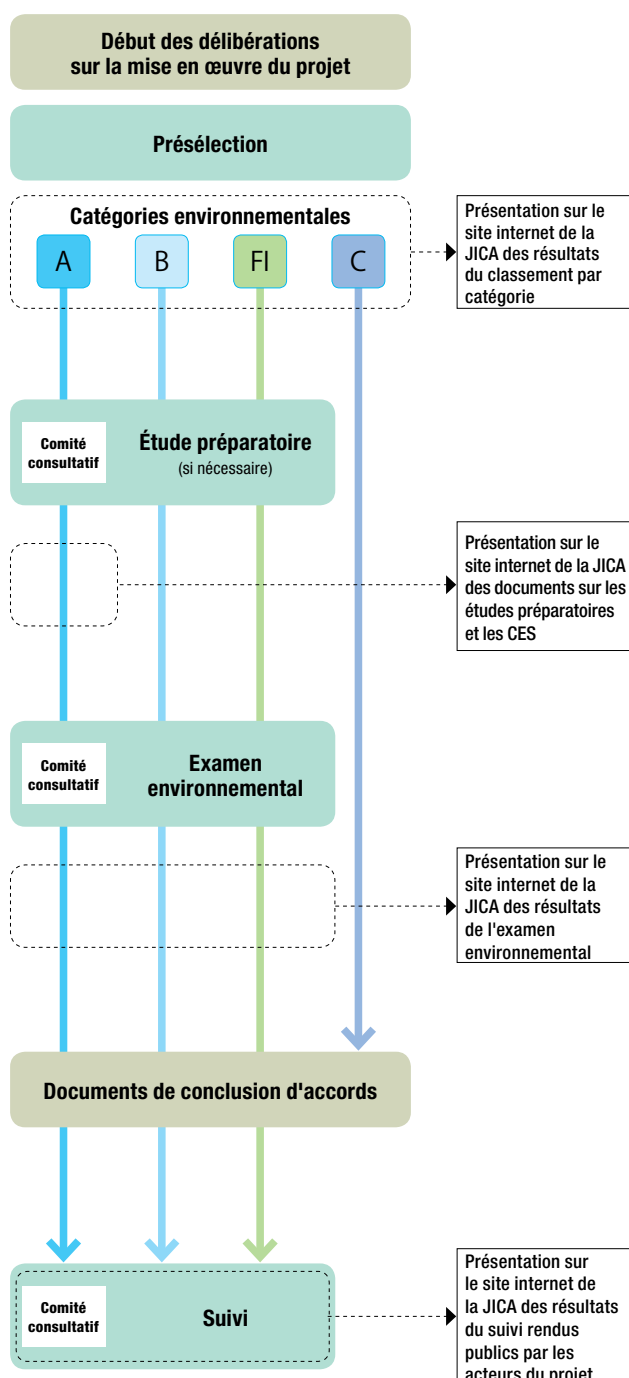 Début des délibérations
sur la mise en œuvre du projet
Présélection
Catégories environnementales
A
B
FI
C
Présentation sur le
site internet de la
JICA des résultats
du classement par
catégorie
Comité
consultatif
Étude préparatoire
(si nécessaire)
Présentation sur le
site internet de la JICA
des documents sur les
études préparatoires
et les CES
Comité
consultatif
Examen
environnemental
Présentation sur le
site internet de la
JICA des résultats
de l'examen
environnemental
Documents de conclusion d'accords
Comité
consultatif
Suivi
Présentation sur
le site internet de
la JICA des résultats
du suivi rendus
publics par les
acteurs du projet